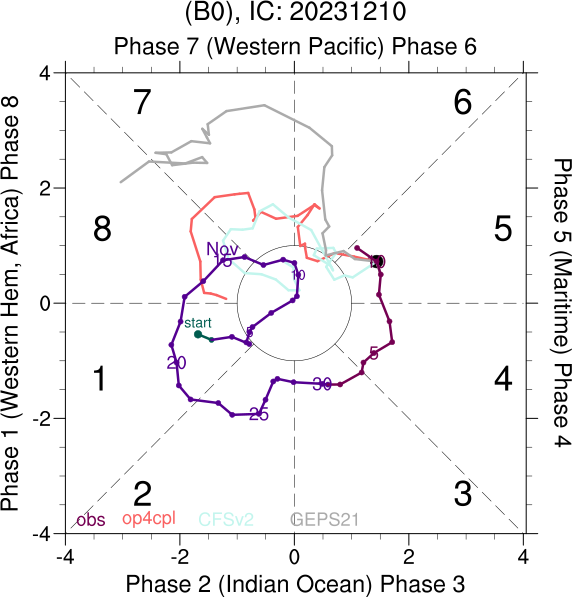 (B0), IC: 20231210
Phase 7 (Western Pacific) Phase 6
4
7
6
Phase 1 (Western Hem, Africa) Phase 8
2
8
5
Phase 5 (Maritime) Phase 4
Nov
15
10
0
start
5
5
20
30
25
1
4
-2
2
3
obs
op4cpl
CFSv2
GEPS21
-4
-4
-2
0
2
4
Phase 2 (Indian Ocean) Phase 3